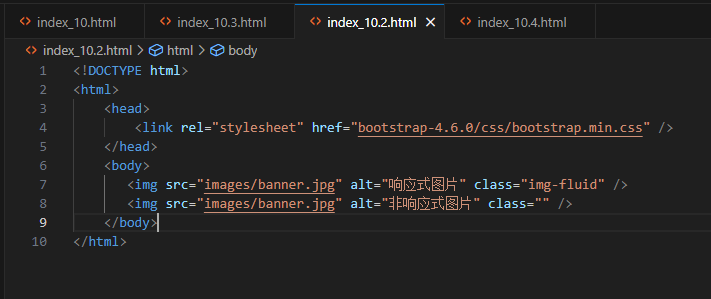 <> index_10.html <> index_10.3.html <> index_10.2.html × <> index_10.4.html
<> index_10.2.html > html > body
1 <!DOCTYPE html>
2 <html>
3 <head>
4 <link rel="stylesheet" href="bootstrap-4.6.0/css/bootstrap.min.css" />
5 </head>
6 <body>
7 <img src="images/banner.jpg" alt="响应式图片" class="img-fluid" />
8 <img src="images/banner.jpg" alt="非响应式图片" class="" />
9 </body>
10 </html>